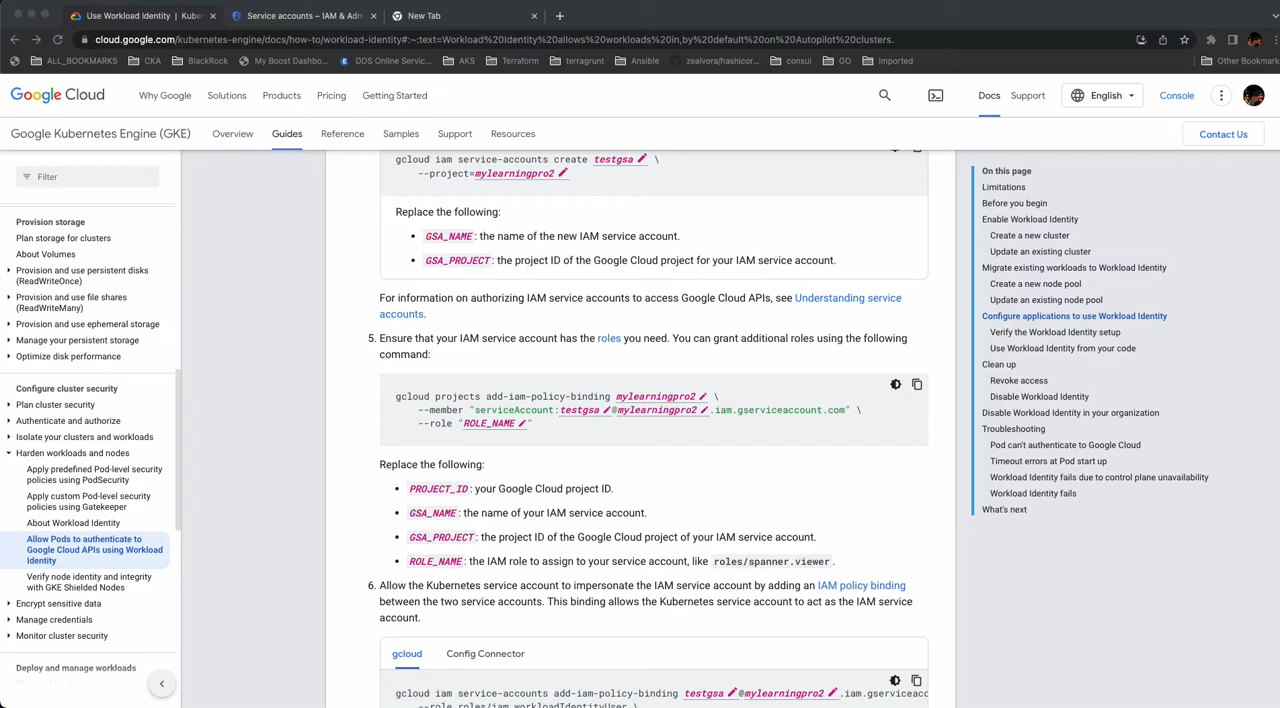 Use Workload Identity | Kuber
Service accounts – IAM & Adm
New Tab
cloud.google.com/kubernetes-engine/docs/how-to/workload-identity#:~:text=Workload%20Identity%20allows%20workloads%20in,by%20default%20on%20Autopilot%20clusters.
ALL_BOOKMARKS
CKA
BlackRock
My Boost Dashbo...
DDS Online Servic...
AKS
Terraform
terragrunt
Ansible
zealvora/hashicor...
consul
GO
Imported
Other Bookmark
Google Cloud
Why Google
Solutions
Products
Pricing
Getting Started
Docs
Support
English
Console
Google Kubernetes Engine (GKE)
Overview
Guides
Reference
Samples
Support
Resources
Contact Us
Filter
Provision storage
Plan storage for clusters
About Volumes
Provision and use persistent disks
(ReadWriteOnce)
Provision and use file shares
(ReadWriteMany)
Provision and use ephemeral storage
Manage your persistent storage
Optimize disk performance
Configure cluster security
Plan cluster security
Authenticate and authorize
Isolate your clusters and workloads
Harden workloads and nodes
Apply predefined Pod-level security
policies using PodSecurity
Apply custom Pod-level security
policies using Gatekeeper
About Workload Identity
Allow Pods to authenticate to
Google Cloud APIs using Workload
Identity
Verify node identity and integrity
with GKE Shielded Nodes
Encrypt sensitive data
Manage credentials
Monitor cluster security
Deploy and manage workloads
gcloud iam service-accounts create testgsa \
--project=mylearningpro2
Replace the following:
• GSA_NAME: the name of the new IAM service account.
• GSA_PROJECT: the project ID of the Google Cloud project for your IAM service account.
For information on authorizing IAM service accounts to access Google Cloud APIs, see Understanding service
accounts.
5. Ensure that your IAM service account has the roles you need. You can grant additional roles using the following
command:
gcloud projects add-iam-policy-binding mylearningpro2 \
--member "serviceAccount:testgsa@mylearningpro2.iam.gserviceaccount.com" \
--role "ROLE_NAME"
Replace the following:
• PROJECT_ID: your Google Cloud project ID.
• GSA_NAME: the name of your IAM service account.
• GSA_PROJECT: the project ID of the Google Cloud project of your IAM service account.
• ROLE_NAME: the IAM role to assign to your service account, like roles/spanner.viewer.
6. Allow the Kubernetes service account to impersonate the IAM service account by adding an IAM policy binding
between the two service accounts. This binding allows the Kubernetes service account to act as the IAM service
account.
gcloud
Config Connector
gcloud iam service-accounts add-iam-policy-binding testgsa@mylearningpro2.iam.gserviceacc
--role roles/iam.workloadIdentityUser \
On this page
Limitations
Before you begin
Enable Workload Identity
Create a new cluster
Update an existing cluster
Migrate existing workloads to Workload Identity
Create a new node pool
Update an existing node pool
Configure applications to use Workload Identity
Verify the Workload Identity setup
Use Workload Identity from your code
Clean up
Revoke access
Disable Workload Identity
Disable Workload Identity in your organization
Troubleshooting
Pod can't authenticate to Google Cloud
Timeout errors at Pod start up
Workload Identity fails due to control plane unavailability
Workload Identity fails
What's next